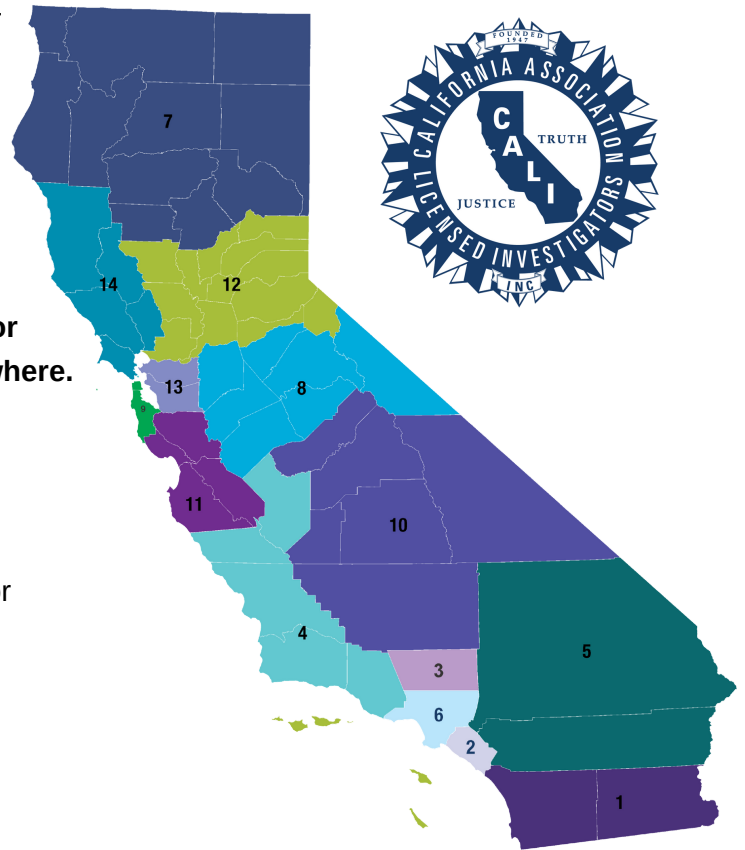 FOUNDED
1947
CALIFORNIA ASSOCIATION
LICENSED INVESTIGATORS
INC
C
A
L
I
TRUTH
JUSTICE
7
14
12
or
where.
13
8
9
11
10
or
4
5
3
6
2
1